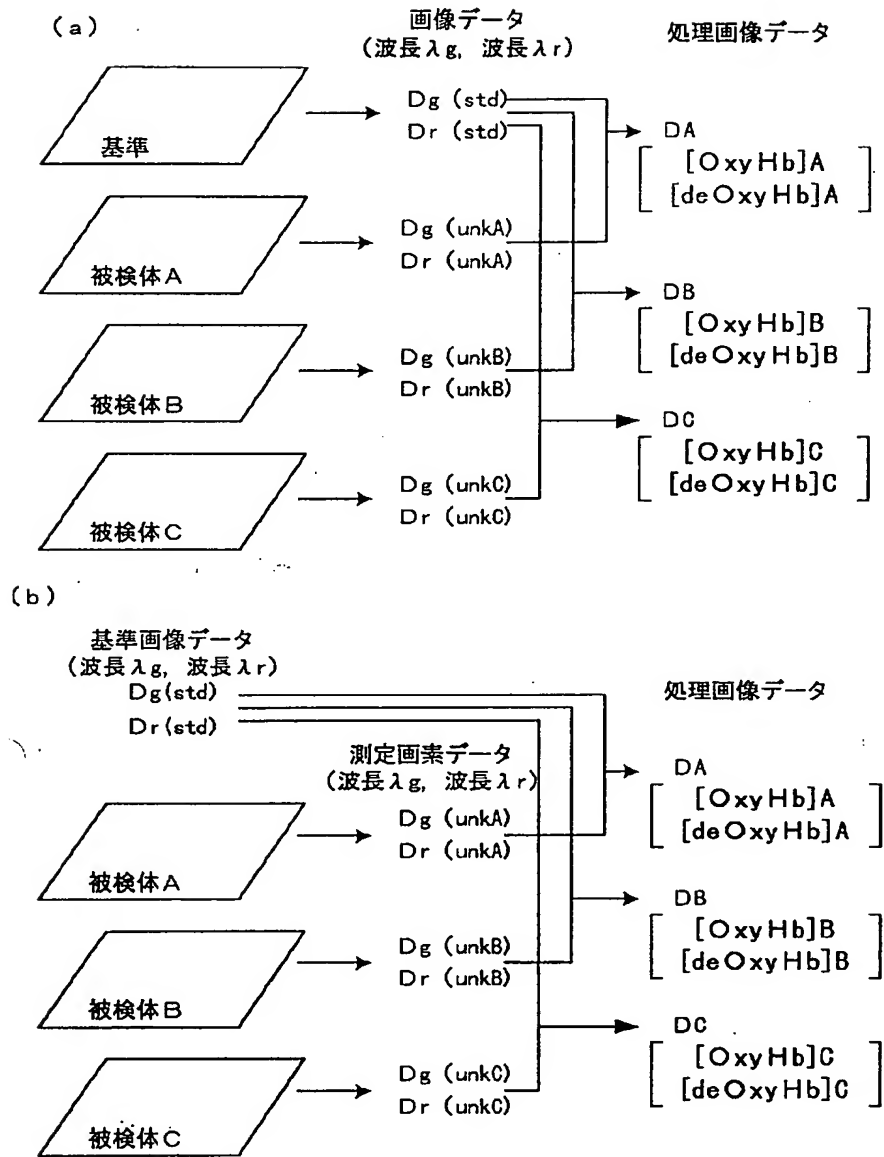 (a)
画像データ
(波長λg, 波長λr)
処理画像データ
基準
Dg (std)
Dr (std)
DA
[OxyHb]A
[deOxyHb]A
被検体A
Dg (unkA)
Dr (unkA)
DB
[OxyHb]B
[deOxyHb]B
被検体B
Dg (unkB)
Dr (unkB)
DC
[OxyHb]C
[deOxyHb]C
被検体C
Dg (unkC)
Dr (unkC)
(b)
基準画像データ
(波長λg, 波長λr)
Dg(std)
Dr(std)
処理画像データ
測定画素データ
(波長λg, 波長λr)
DA
[OxyHb]A
[deOxyHb]A
被検体A
Dg (unkA)
Dr (unkA)
DB
[OxyHb]B
[deOxyHb]B
被検体B
Dg (unkB)
Dr (unkB)
DC
[OxyHb]C
[deOxyHb]C
被検体C
Dg (unkC)
Dr (unkC)